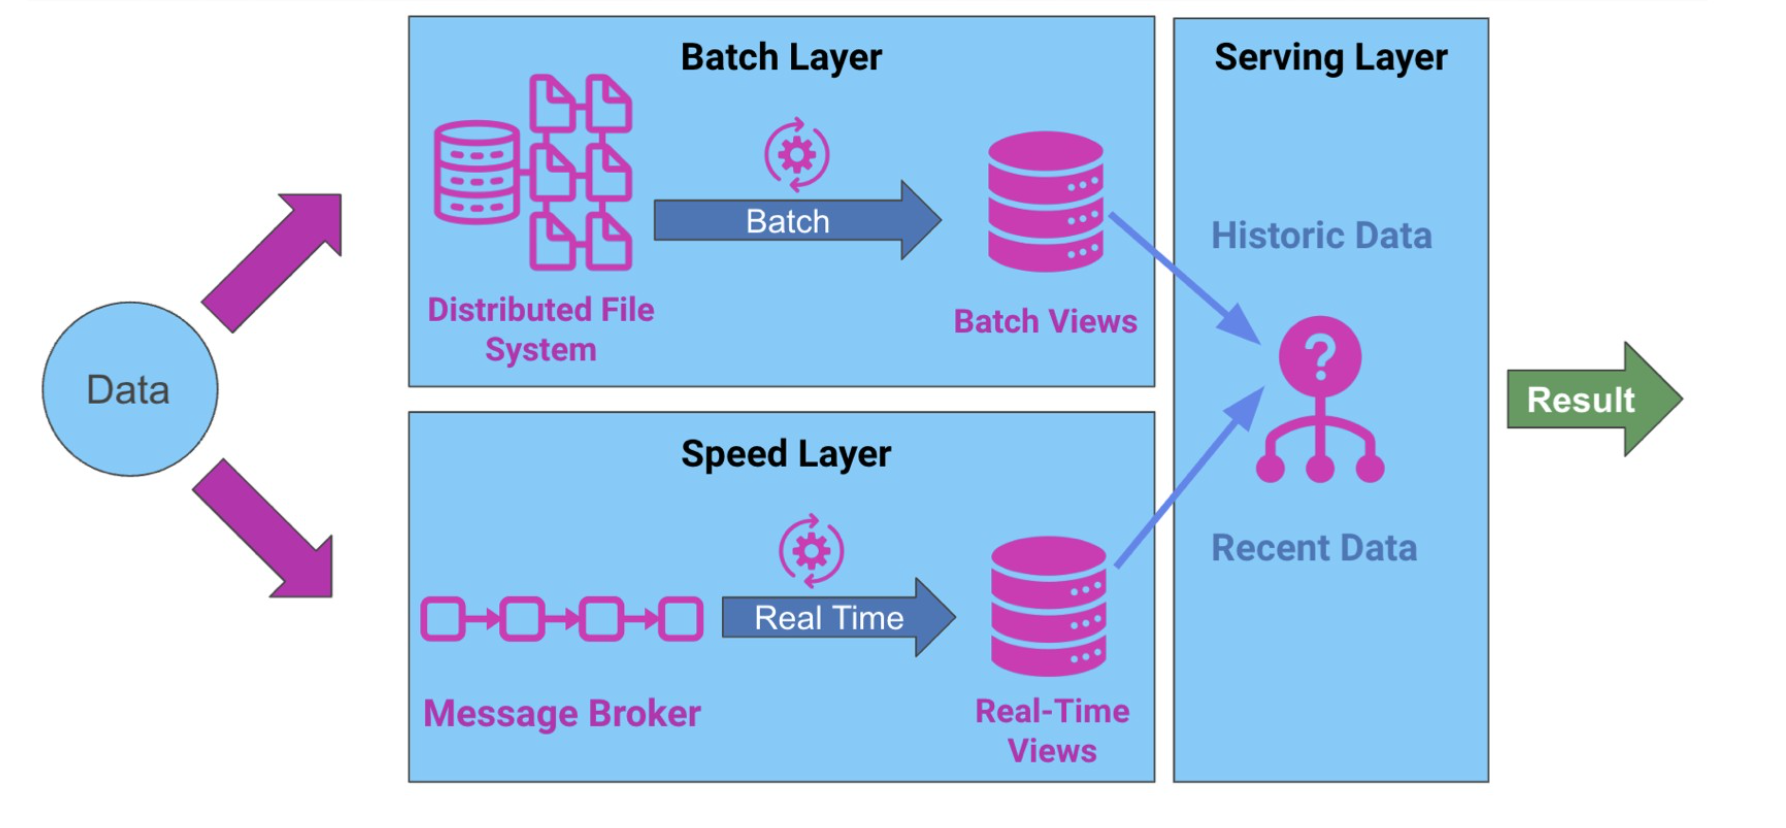 Data
Batch Layer
Batch
Distributed File
System
Batch Views
Speed Layer
Real Time
Message Broker
Real-Time
Views
Serving Layer
Historic Data
?
Recent Data
Result